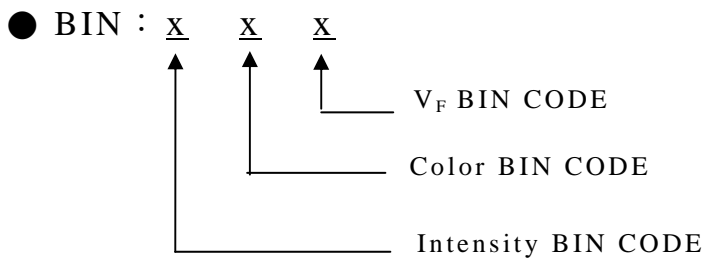 ● BIN：x x x
V_F BIN CODE
Color BIN CODE
Intensity BIN CODE